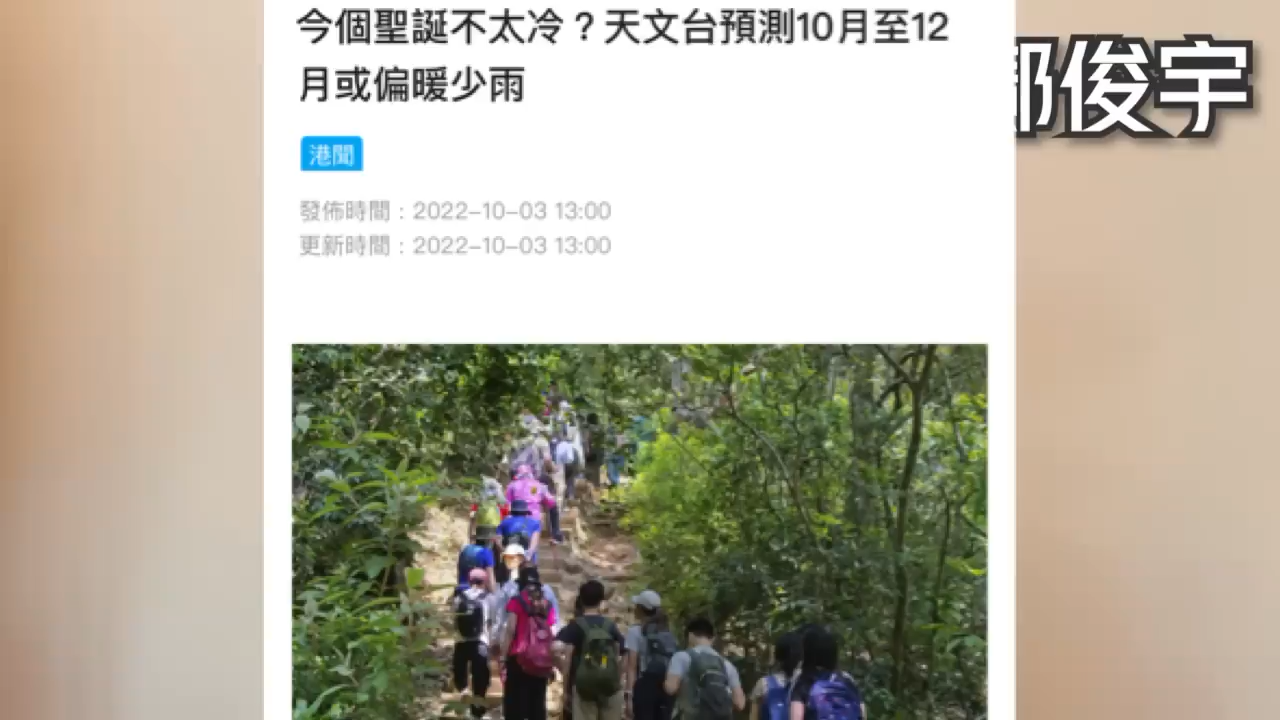 今個聖誕不太冷？天文台預測10月至12
月或偏暖少雨
俊宇
港聞
發佈時間：2022-10-03 13:00
更新時間：2022-10-03 13:00